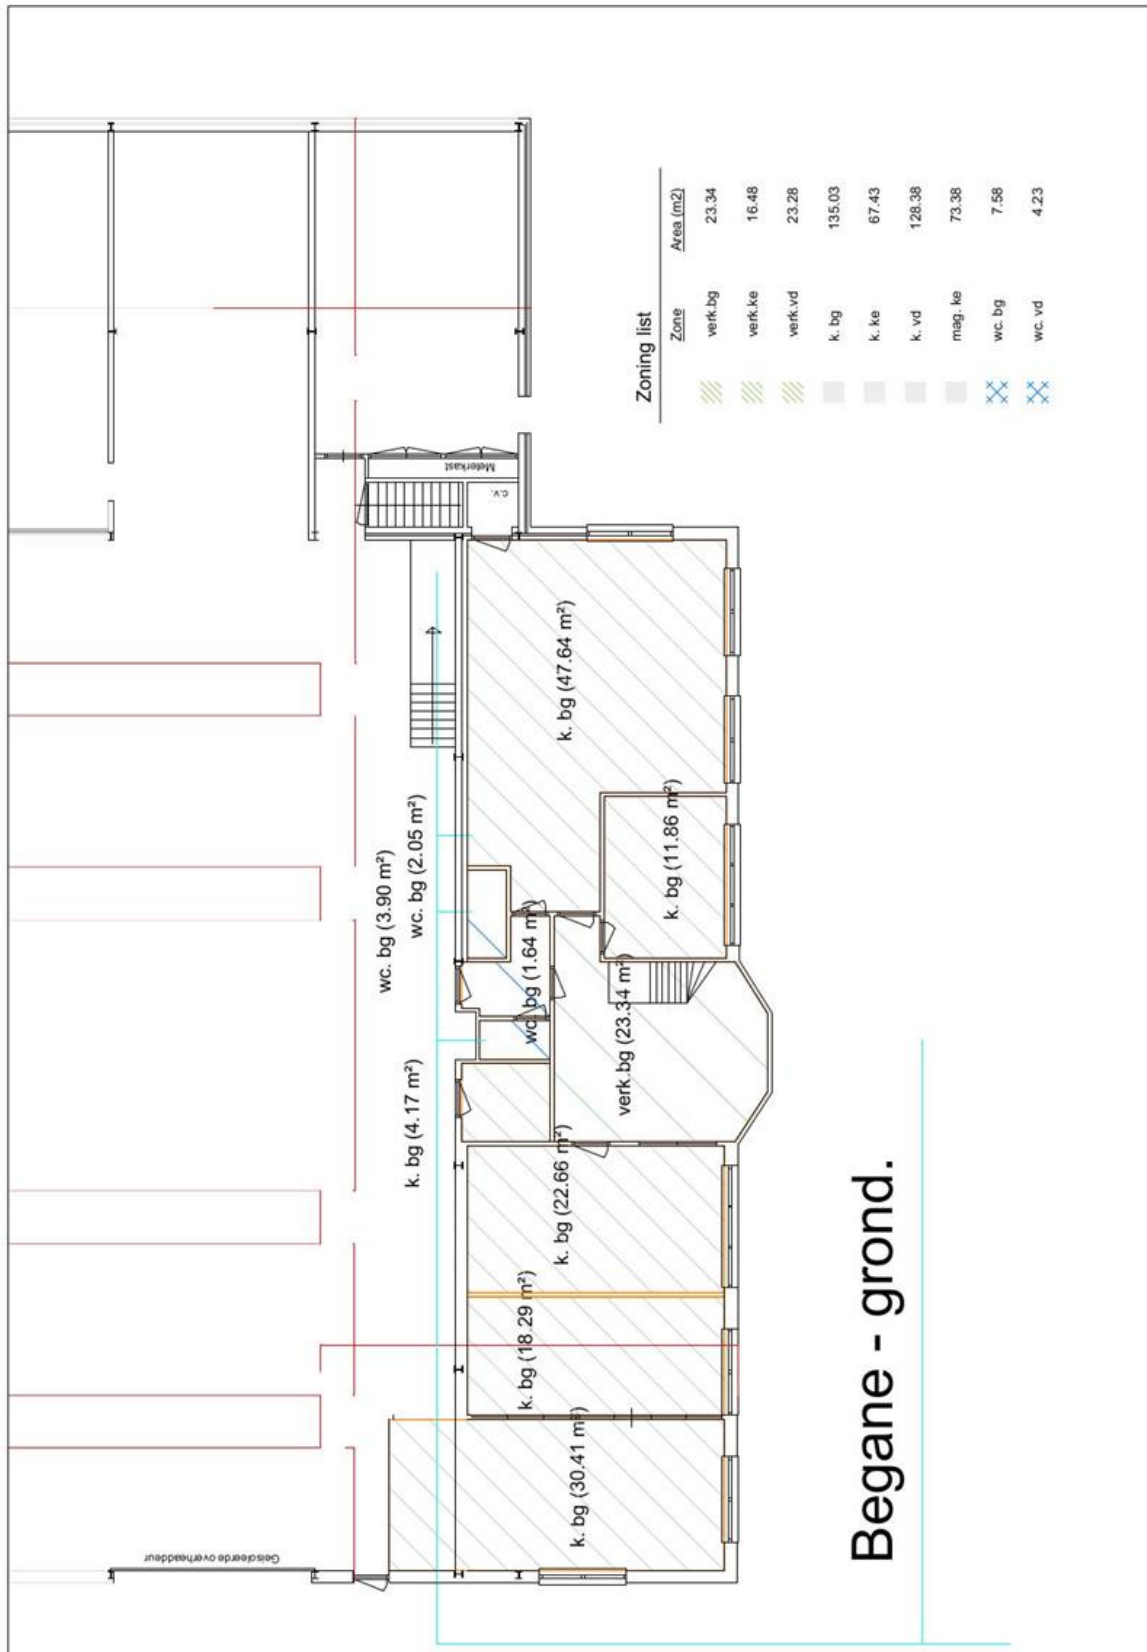 Geisoleerde overheaddeur
Meterkast
c.v.
wc. bg (3.90 m²)
wc. bg (2.05 m²)
k. bg (4.17 m²)
k. bg (47.64 m²)
k. bg (11.86 m²)
wc. bg (1.64 m²)
verk.bg (23.34 m²)
k. bg (22.66 m²)
k. bg (18.29 m²)
k. bg (30.41 m²)
Zoning list
Zone Area (m2)
verk.bg 23.34
verk.ke 16.48
verk.vd 23.28
k. bg 135.03
k. ke 67.43
k. vd 128.38
mag. ke 73.38
wc. bg 7.58
wc. vd 4.23
Begane - grond.